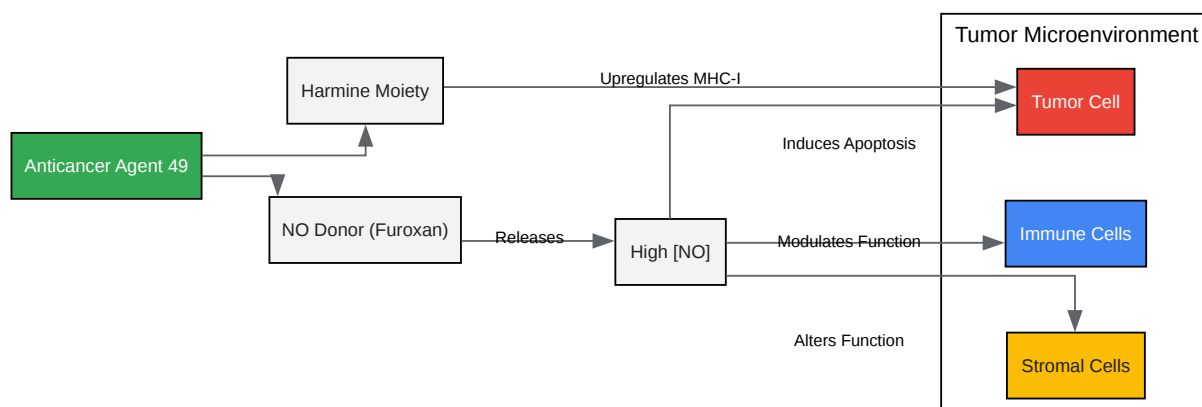 Tumor Microenvironment
Harmine Moiety
Upregulates MHC-I
Tumor Cell
Anticancer Agent 49
Induces Apoptosis
NO Donor (Furoxan)
Releases
High [NO]
Modulates Function
Immune Cells
Alters Function
Stromal Cells